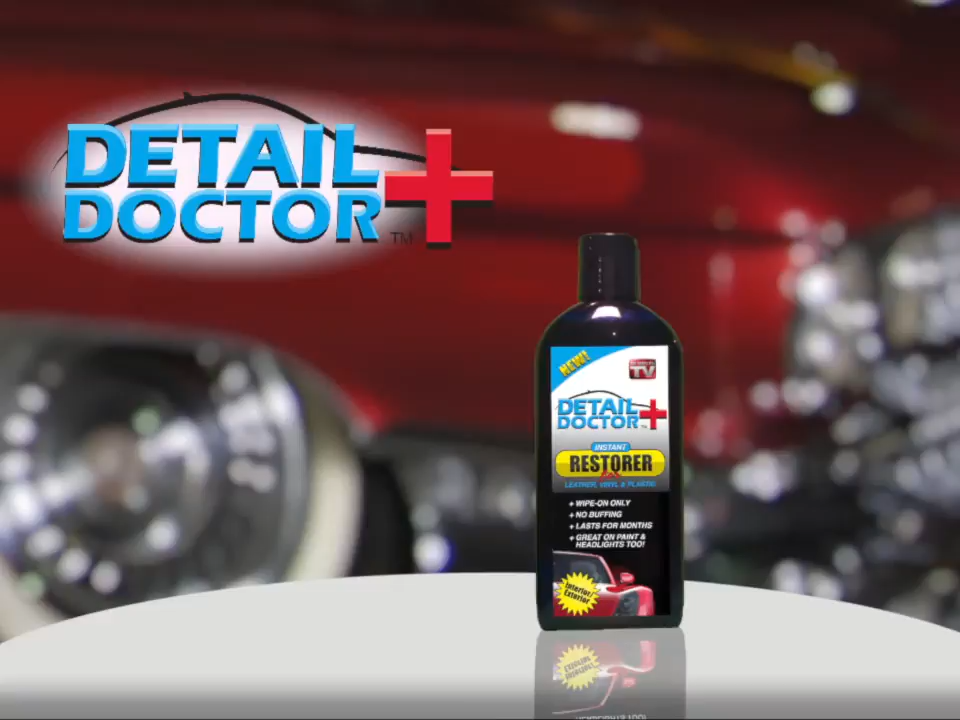 DETAIL
DOCTOR
TM
NEW!
TV
DETAIL
DOCTOR
INSTANT
RESTORER
For
LEATHER, VINYL & PLASTIC
+ WIPE-ON ONLY
+ NO BUFFING
+ LASTS FOR MONTHS
+ GREAT ON PAINT &
HEADLIGHTS TOO!
Interior/
Exterior